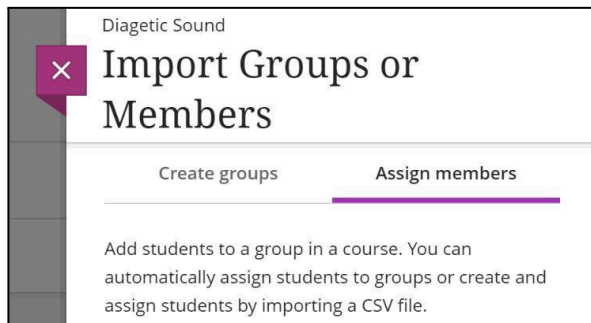 Diagetic Sound
Import Groups or
Members
Create groups
Assign members
Add students to a group in a course. You can
automatically assign students to groups or create and
assign students by importing a CSV file.